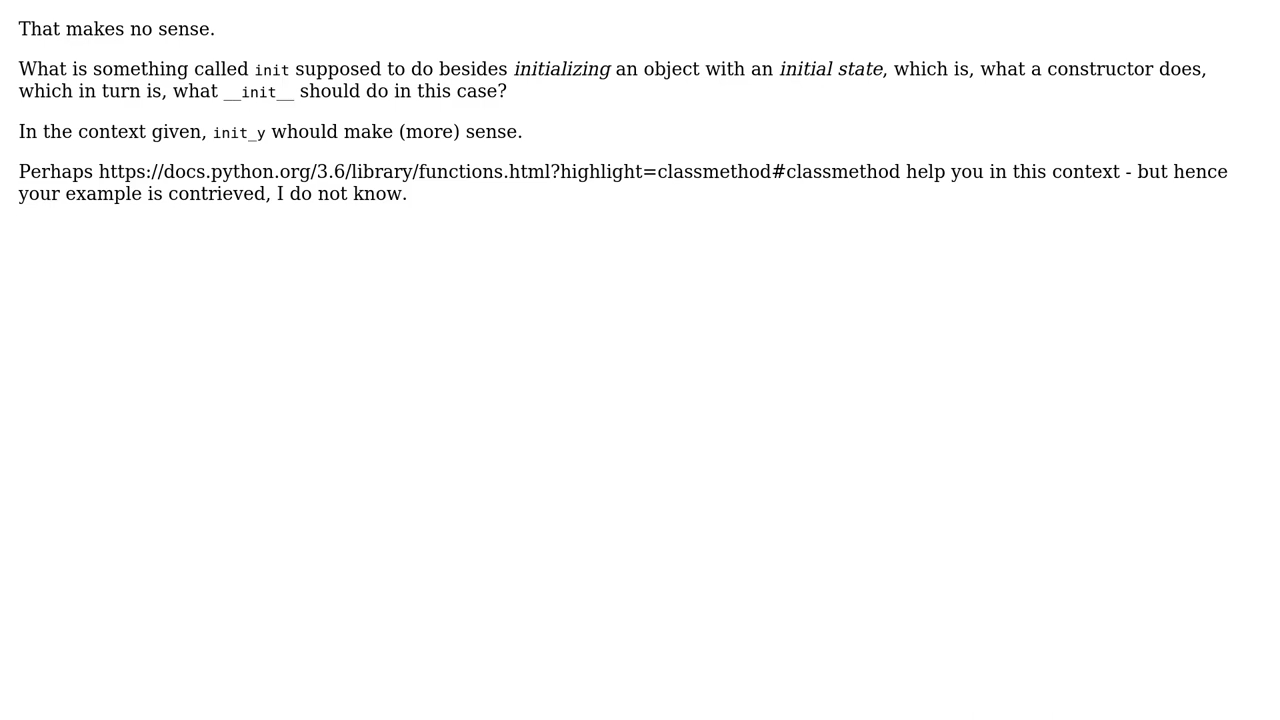 That makes no sense.
What is something called init supposed to do besides initializing an object with an initial state, which is, what a constructor does,
which in turn is, what __init__ should do in this case?
In the context given, init_y whould make (more) sense.
Perhaps https://docs.python.org/3.6/library/functions.html?highlight=classmethod#classmethod help you in this context - but hence
your example is contrieved, I do not know.